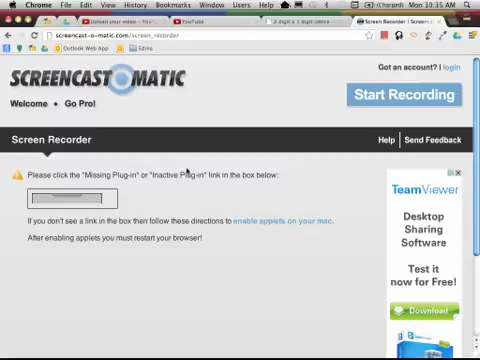 Chrome File Edit View History Bookmarks Window Users Mon 10:35 AM
Upload your video – You
YouTube
Screen Recorder | Screenc
screencast-o-matic.com/screen_recorder
Outlook Web App
Edina
SCREENCAST O MATIC
Got an account? login
Welcome • Go Pro!
Start Recording
Screen Recorder
Help
Send Feedback
Please click the "Missing Plug-in" or "Inactive Plug-in" link in the box below:
If you don't see a link in the box then follow these directions to enable applets on your mac.
After enabling applets you must restart your browser!
TeamViewer
Desktop
Sharing
Software
Test it
now for Free!
Download